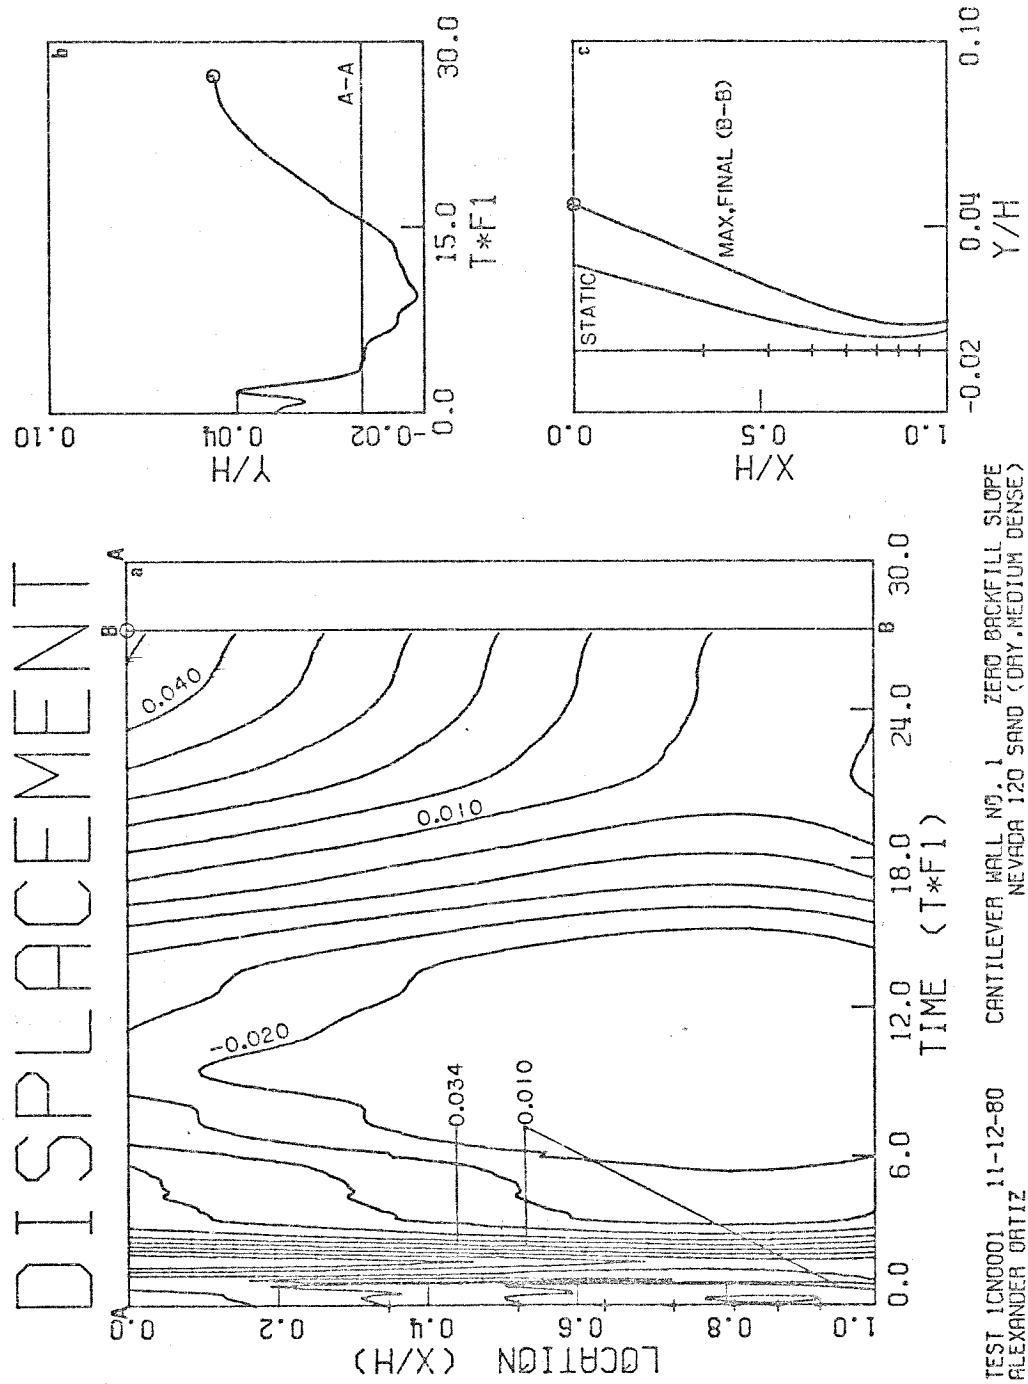 DISPLACEMENT
A
A
B
B
a
0.040
0.010
-0.020
0.034
0.010
0.0
0.2
0.4
0.6
0.8
1.0
LOCATION (X/H)
0.0
6.0
12.0
18.0
24.0
30.0
TIME (T*F1)
b
A-A
0.10
0.04
-0.02
Y/H
0.0
15.0
30.0
T*F1
c
STATIC
MAX,FINAL (B-B)
0.0
0.5
1.0
X/H
-0.02
0.04
0.10
Y/H
TEST 1CN0001 11-12-80 CANTILEVER WALL NO. 1 ZERO BACKFILL SLOPE
ALEXANDER ORTIZ NEVADA 120 SAND (DRY,MEDIUM DENSE)